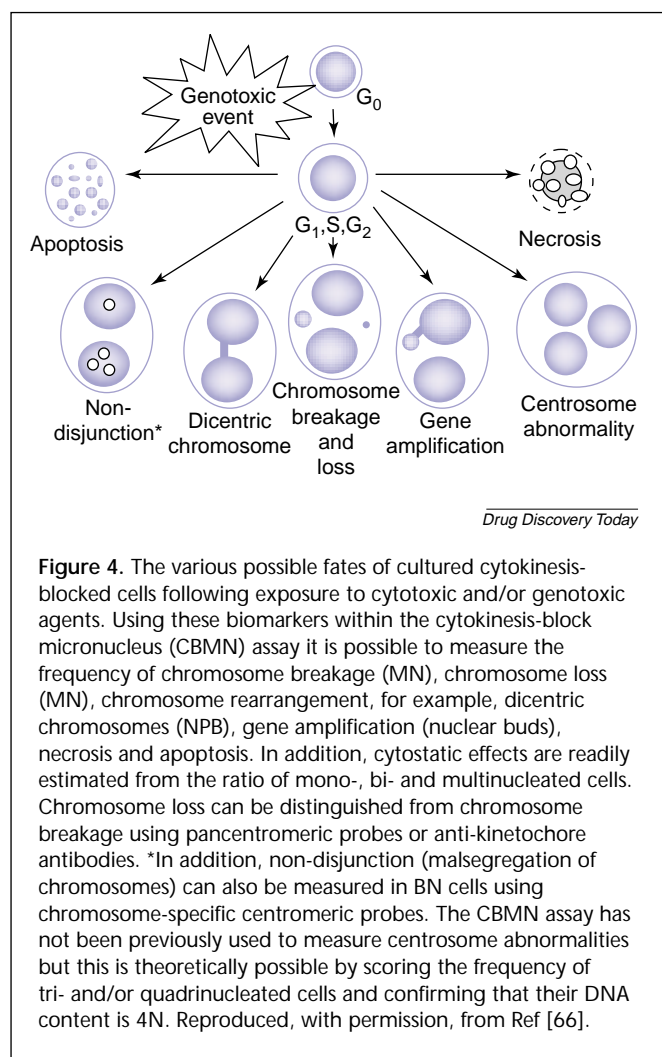 Genotoxic
event
G0
Apoptosis
G1,S,G2
Necrosis
Non-
disjunction*
Dicentric
chromosome
Chromosome
breakage
and
loss
Gene
amplification
Centrosome
abnormality
Drug Discovery Today
Figure 4. The various possible fates of cultured cytokinesis-
blocked cells following exposure to cytotoxic and/or genotoxic
agents. Using these biomarkers within the cytokinesis-block
micronucleus (CBMN) assay it is possible to measure the
frequency of chromosome breakage (MN), chromosome loss
(MN), chromosome rearrangement, for example, dicentric
chromosomes (NPB), gene amplification (nuclear buds),
necrosis and apoptosis. In addition, cytostatic effects are readily
estimated from the ratio of mono-, bi- and multinucleated cells.
Chromosome loss can be distinguished from chromosome
breakage using pancentromeric probes or anti-kinetochore
antibodies. *In addition, non-disjunction (malsegregation of
chromosomes) can also be measured in BN cells using
chromosome-specific centromeric probes. The CBMN assay has
not been previously used to measure centrosome abnormalities
but this is theoretically possible by scoring the frequency of
tri- and/or quadrinucleated cells and confirming that their DNA
content is 4N. Reproduced, with permission, from Ref [66].